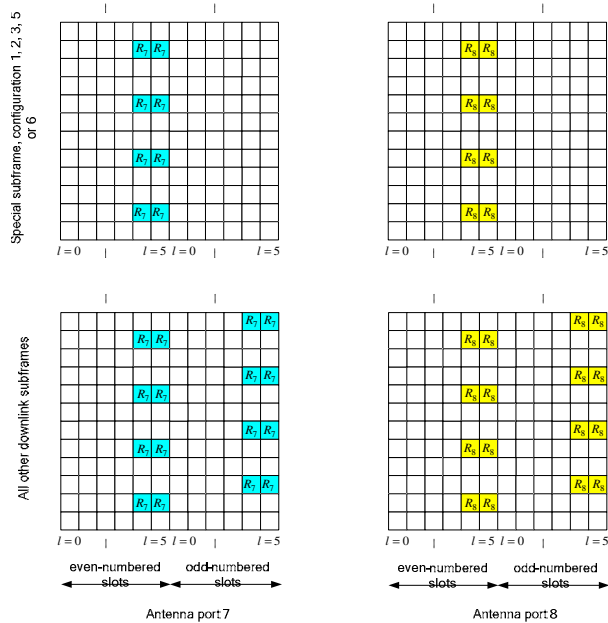 Special subframe, configuration 1, 2, 3, 5
or 6
R7 R7 R8 R8
R7 R7 R8 R8
R7 R7 R8 R8
R7 R7 R8 R8
l = 0 l = 5 l = 0 l = 5 l = 0 l = 5 l = 0 l = 5
All other downlink subframes
R7 R7 R8 R8
R7 R7 R8 R8
R7 R7 R8 R8
R7 R7 R8 R8
R7 R7 R8 R8
R7 R7 R8 R8
R7 R7 R8 R8
R7 R7 R8 R8
l = 0 l = 5 l = 0 l = 5 l = 0 l = 5 l = 0 l = 5
even-numbered odd-numbered even-numbered odd-numbered
slots slots slots slots
Antenna port 7 Antenna port 8